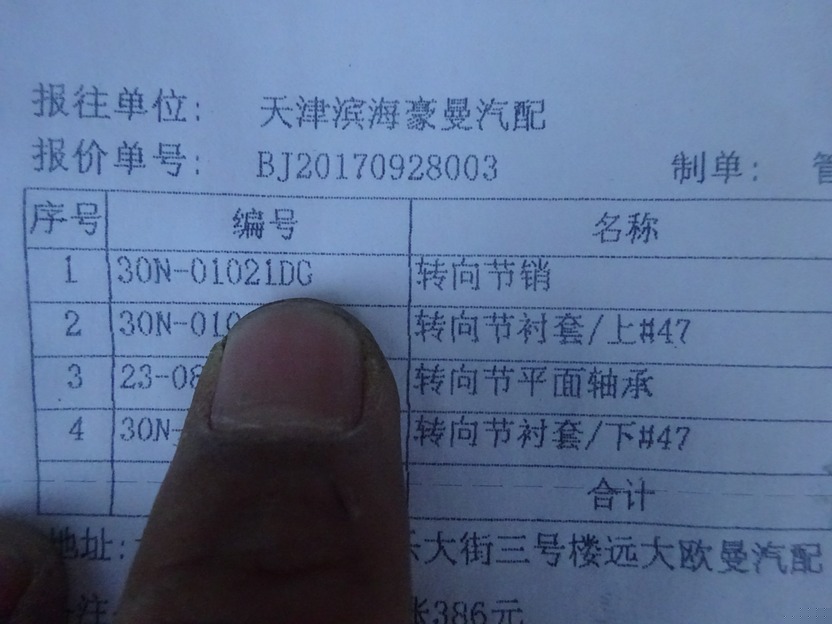 报往单位: 天津滨海豪曼汽配
报价单号: BJ20170928003 制单:
序号 编号 名称
1 30N-01021DG 转向节销
2 30N-019 转向节衬套/上#47
3 23-08 转向节平面轴承
4 30N- 转向节衬套/下#47
合计
地址: 大街三号楼远大欧曼汽配
注 386元